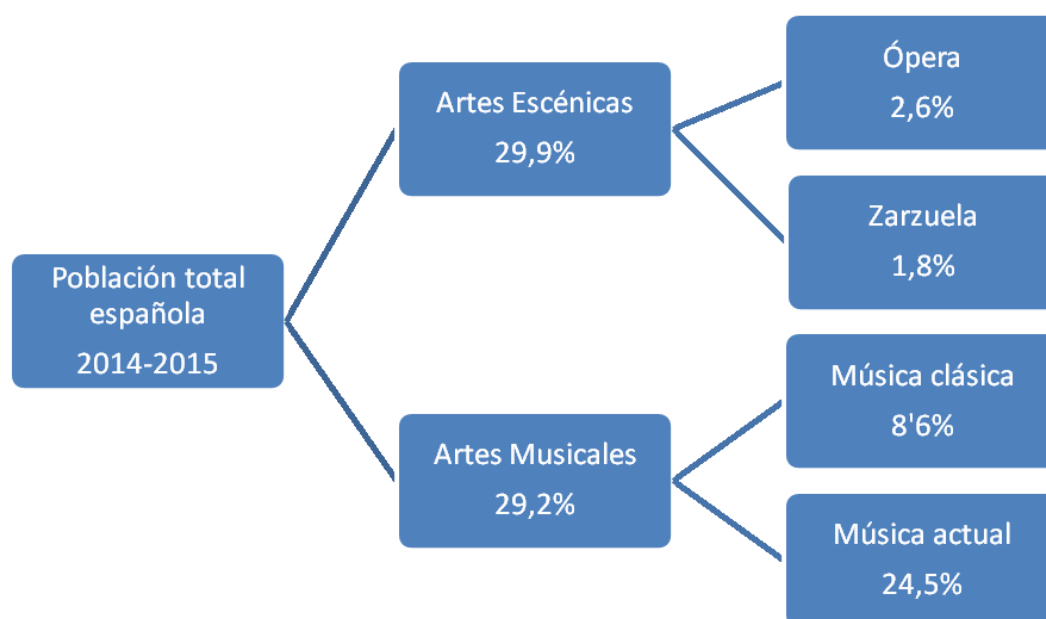 Población total
española
2014-2015
Artes Escénicas
29,9%
Ópera
2,6%
Zarzuela
1,8%
Artes Musicales
29,2%
Música clásica
8'6%
Música actual
24,5%